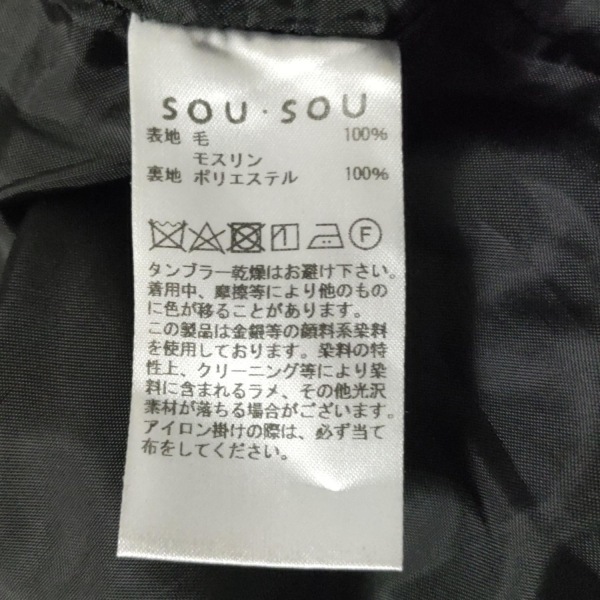 SOU・SOU
表地 毛 100%
モスリン
裏地 ポリエステル 100%
F
タンブラー乾燥はお避け下さい。
着用中、摩擦等により他のもの
に色が移ることがあります。
この製品は金銀等の顔料系染料
を使用しております。染料の特
性上、クリーニング等により染
料に含まれるラメ、その他光沢
素材が落ちる場合がございます。
アイロン掛けの際は、必ず当て
布をしてください。